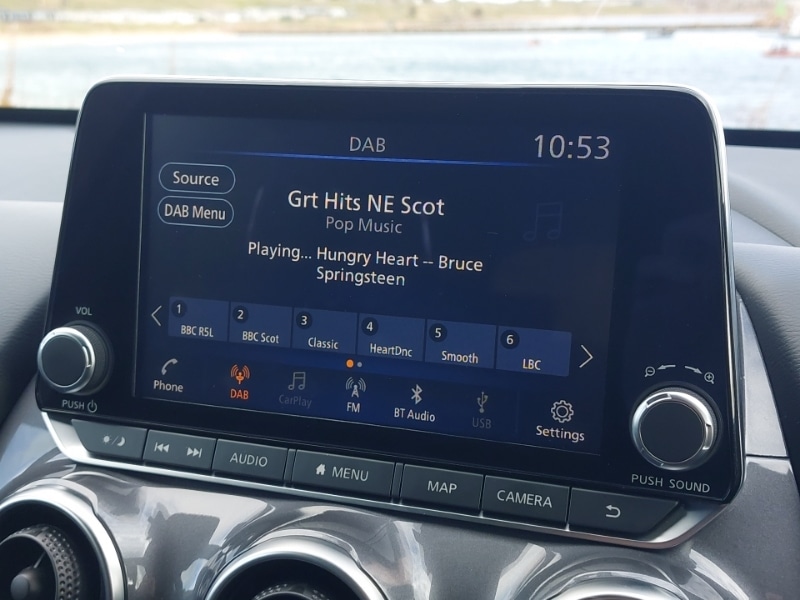 DAB 10:53
Source
DAB Menu
Grt Hits NE Scot
Pop Music
Playing... Hungry Heart -- Bruce
Springsteen
1 BBC R5L
2 BBC Scot
3 Classic
4 HeartDnc
5 Smooth
6 LBC
Phone
DAB
CarPlay
FM
BT Audio
USB
Settings
VOL
PUSH
AUDIO
MENU
MAP
CAMERA
PUSH SOUND